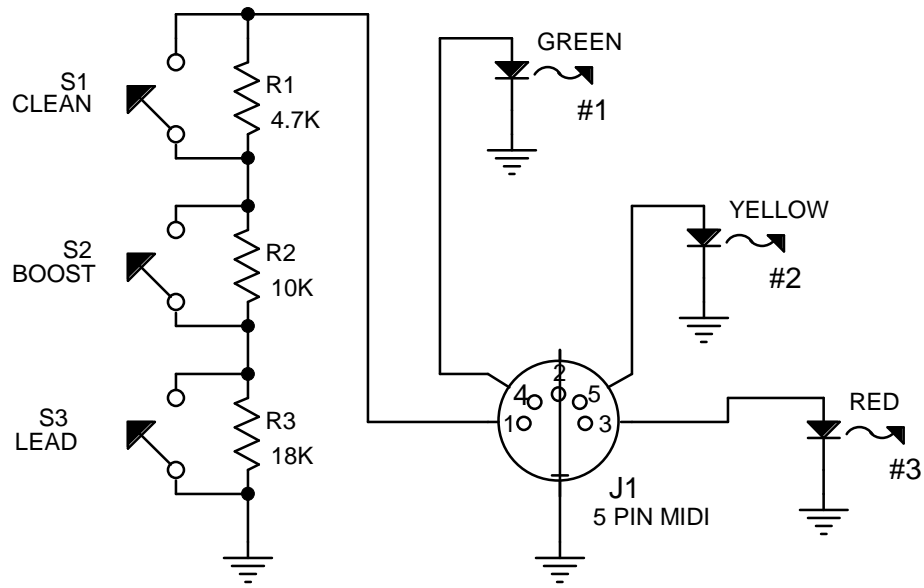 S1
CLEAN
R1
4.7K
S2
BOOST
R2
10K
S3
LEAD
R3
18K
GREEN
#1
YELLOW
#2
RED
#3
2
4
5
1
3
J1
5 PIN MIDI